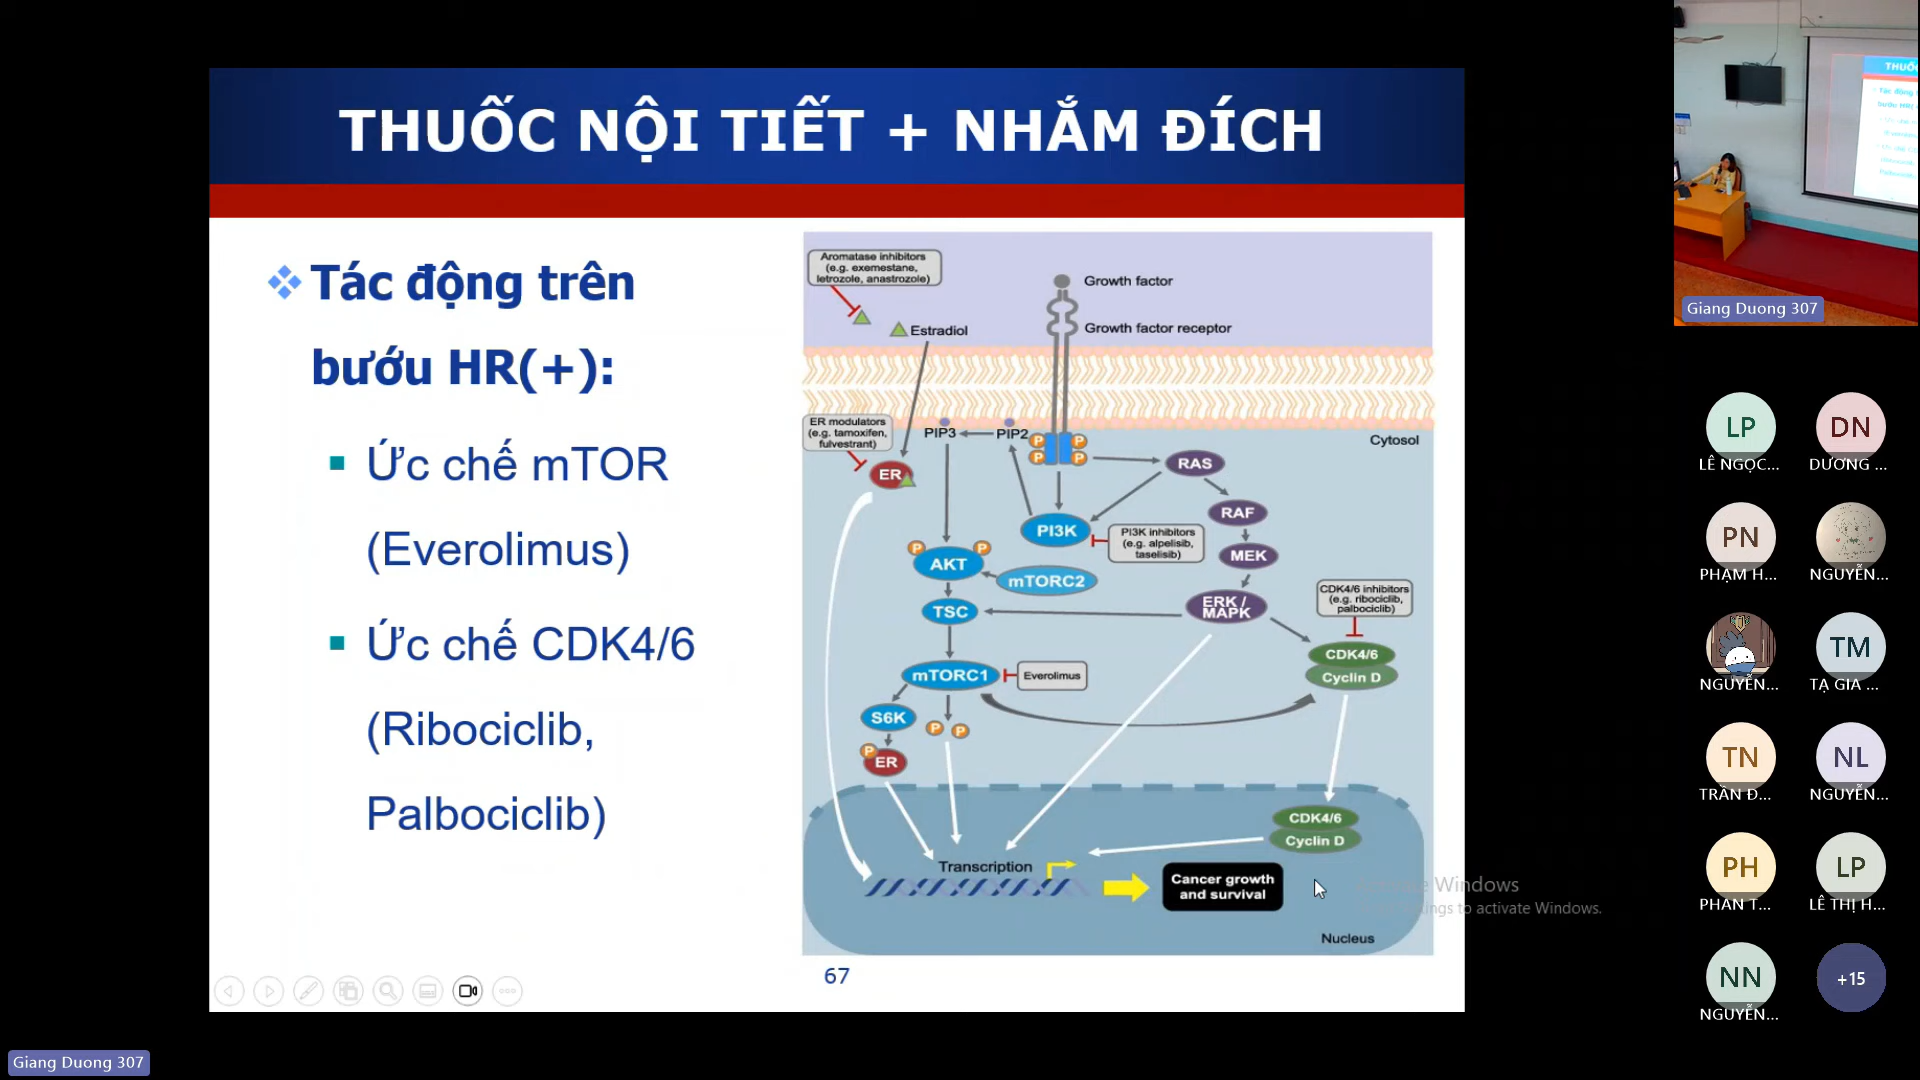 THUỐC NỘI TIẾT + NHẮM ĐÍCH
Tác động trên
bướu HR(+):
Ức chế mTOR
(Everolimus)
Ức chế CDK4/6
(Ribociclib,
Palbociclib)
Aromatase inhibitors
(e.g. exemestane,
letrozole, anastrozole)
Growth factor
Growth factor receptor
Estradiol
ER modulators
(e.g. tamoxifen,
fulvestrant)
PIP3
PIP2
P
P
P
P
Cytosol
ER
RAS
RAF
PI3K
PI3K inhibitors
(e.g. alpelisib,
taselisib)
MEK
P
P
AKT
mTORC2
CDK4/6 inhibitors
(e.g. ribociclib,
palbociclib)
TSC
ERK /
MAPK
CDK4/6
Cyclin D
mTORC1
Everolimus
S6K
P
P
P
ER
CDK4/6
Cyclin D
Transcription
Cancer growth
and survival
Nucleus
67
Windows
to activate Windows.
Giang Duong 307
Giang Duong 307
LP
LÊ NGỌC...
DN
DƯƠNG ...
PN
PHẠM H...
NGUYỄN...
NGUYỄN...
TM
TẠ GIA ...
TN
TRẦN Đ...
NL
NGUYỄN...
PH
PHAN T...
LP
LÊ THỊ H...
NN
NGUYỄN...
+15